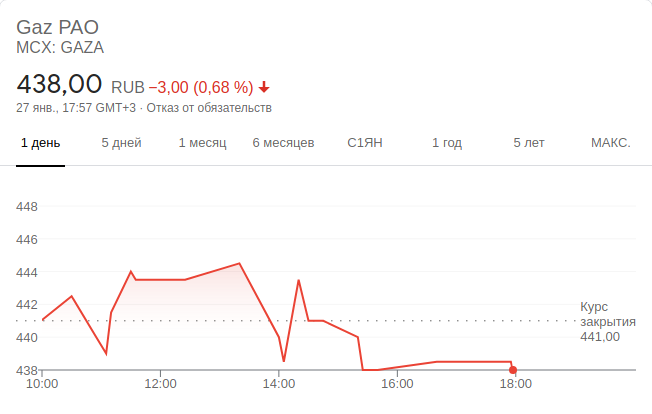 Gaz PAO
MCX: GAZA
438,00 RUB −3,00 (0,68 %)
27 янв., 17:57 GMT+3 · Отказ от обязательств
1 день 5 дней 1 месяц 6 месяцев С1ЯН 1 год 5 лет МАКС.
448
446
444
442
440
438
Курс
закрытия
441,00
10:00 12:00 14:00 16:00 18:00